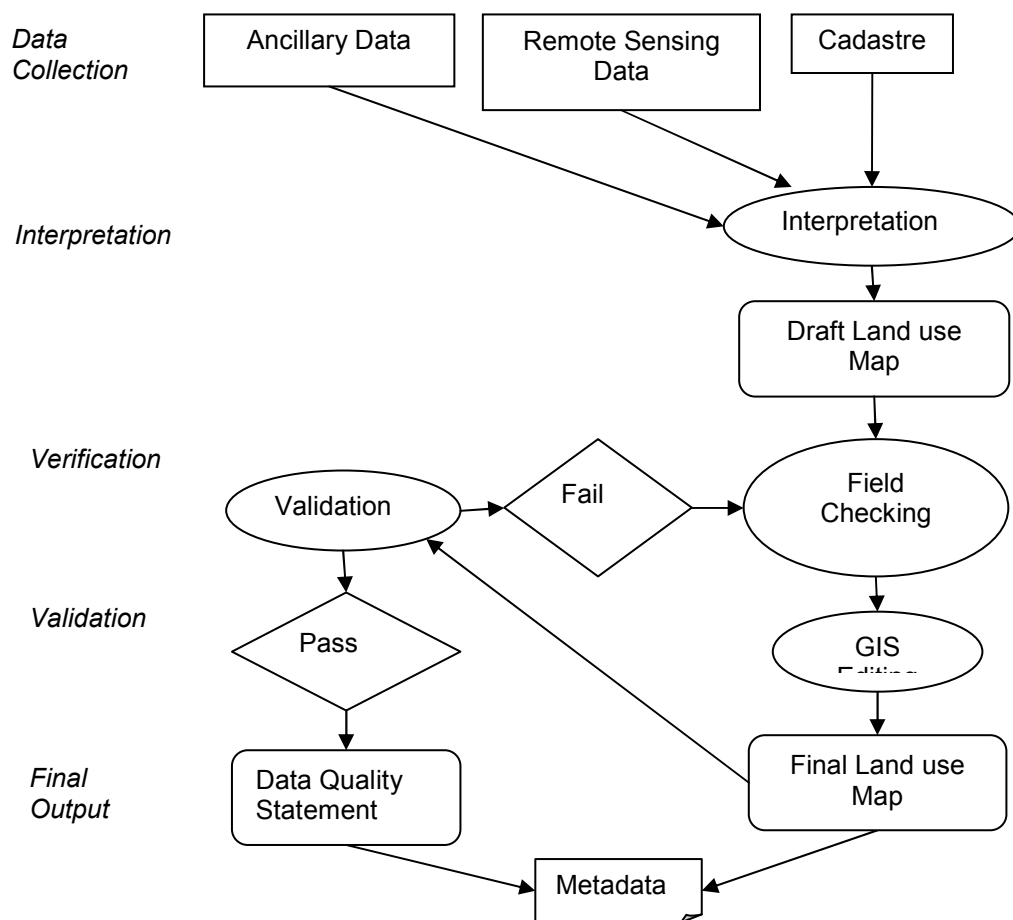 Data
Collection
Ancillary Data
Remote Sensing
Data
Cadastre
Interpretation
Interpretation
Draft Land use
Map
Verification
Validation
Fail
Field
Checking
Validation
Pass
GIS
Editing
Final
Output
Data Quality
Statement
Final Land use
Map
Metadata